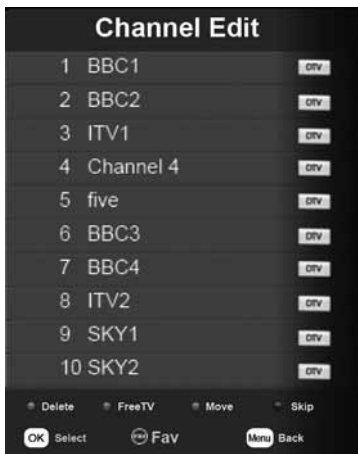 Channel Edit
1 BBC1 DTV
2 BBC2 DTV
3 ITV1 DTV
4 Channel 4 DTV
5 five DTV
6 BBC3 DTV
7 BBC4 DTV
8 ITV2 DTV
9 SKY1 DTV
10 SKY2 DTV
Delete FreeTV Move Skip
OK Select FAV Fav Menu Back